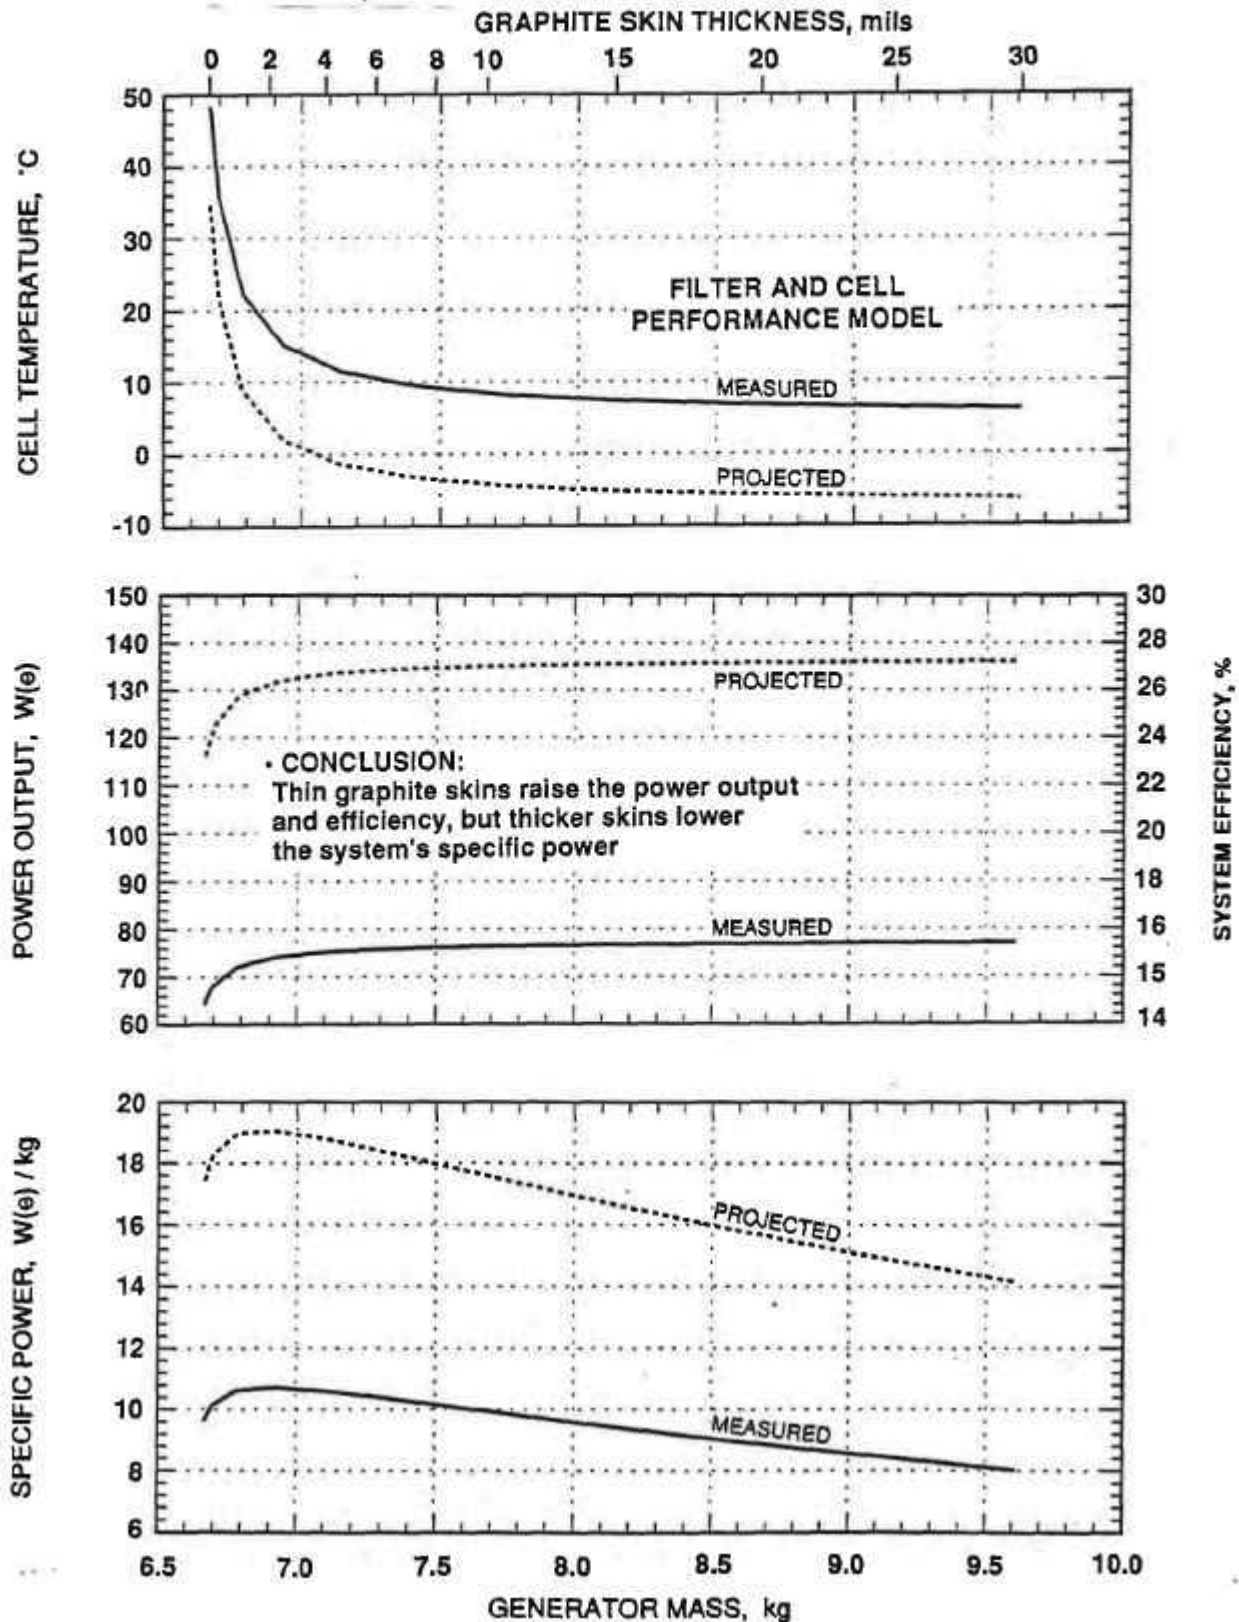 GRAPHITE SKIN THICKNESS, mils
0 2 3 4 6 8 10 15 20 25 30
CELL TEMPERATURE, °C
50
40
30
20
10
0
-10
FILTER AND CELL
PERFORMANCE MODEL
MEASURED
PROJECTED
POWER OUTPUT, W(e)
150
140
130
120
110
100
90
80
70
60
PROJECTED
• CONCLUSION:
Thin graphite skins raise the power output
and efficiency, but thicker skins lower
the system's specific power
MEASURED
30
28
26
24
22
20
18
16
15
14
SYSTEM EFFICIENCY, %
SPECIFIC POWER, W(e) / kg
20
18
16
14
12
10
8
6
PROJECTED
MEASURED
6.5 7.0 7.5 8.0 8.5 9.0 9.5 10.0
GENERATOR MASS, kg